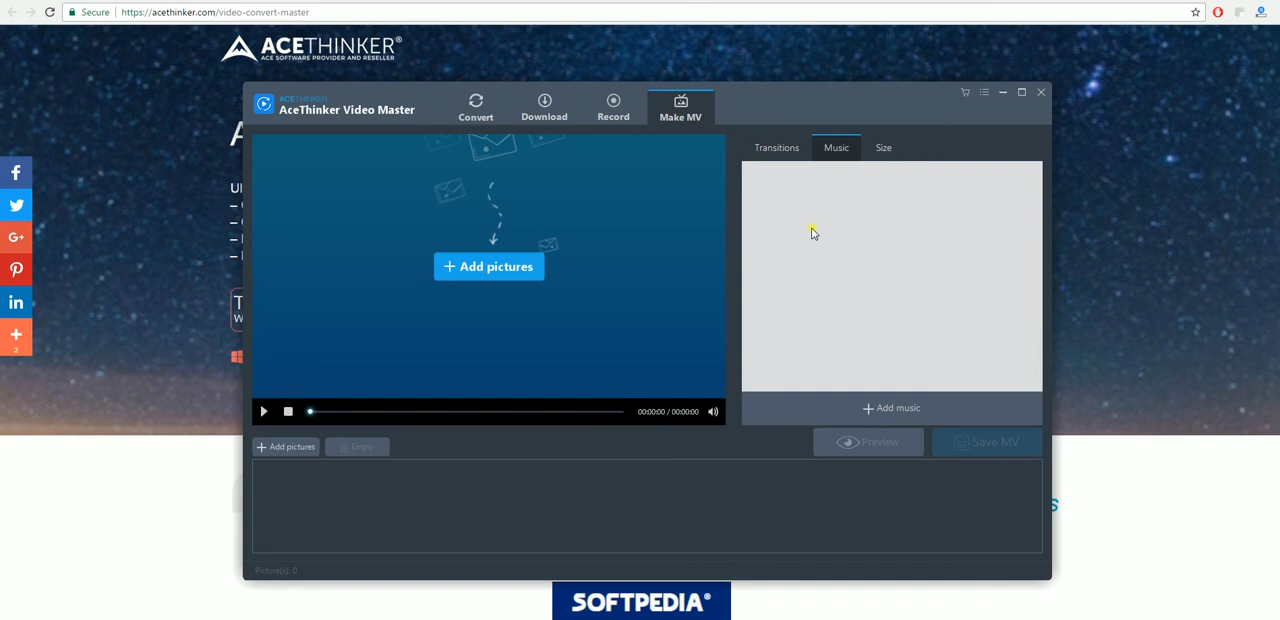 Secure
https://acethinker.com/video-convert-master
ACETHINKER®
ACE SOFTWARE PROVIDER AND RESELLER
ACETHINKER
AceThinker Video Master
Convert
Download
Record
Make MV
Transitions
Music
Size
+ Add pictures
+ Add music
00:00:00 / 00:00:00
+ Add pictures
Empty
Preview
Save MV
Picture(s): 0
2
SOFTPEDIA®